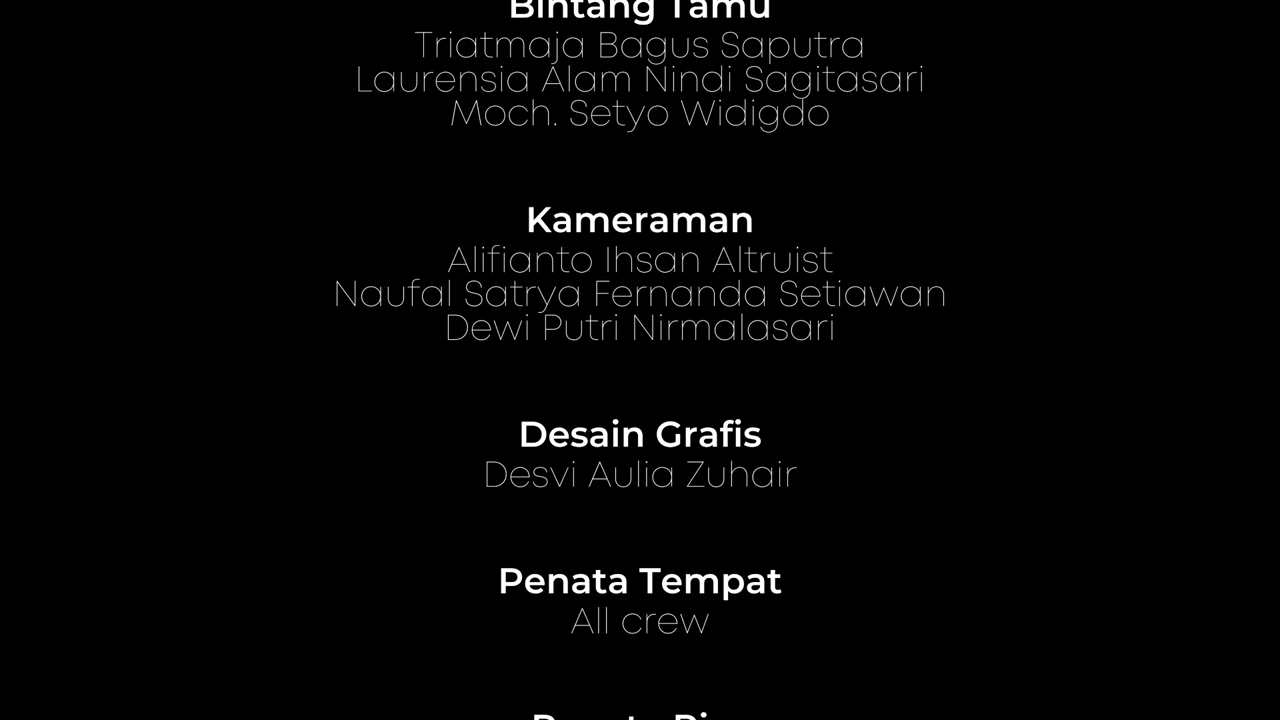 Bintang Tamu
Triatmaja Bagus Saputra
Laurensia Alam Nindi Sagitasari
Moch. Setyo Widigdo
Kameraman
Alifianto Ihsan Altruist
Naufal Satrya Fernanda Setiawan
Dewi Putri Nirmalasari
Desain Grafis
Desvi Aulia Zuhair
Penata Tempat
All crew